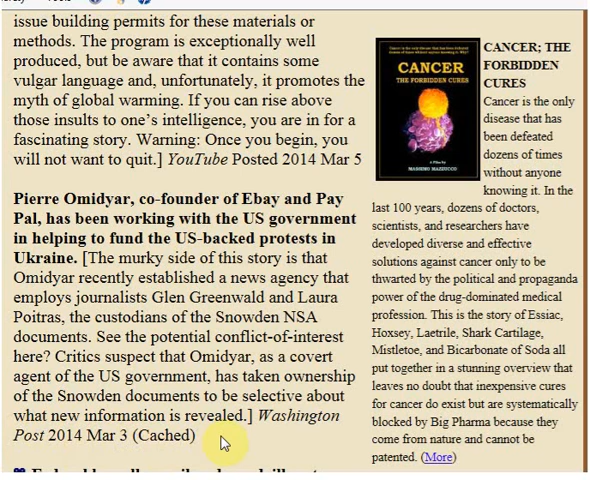 issue building permits for these materials or
methods. The program is exceptionally well
produced, but be aware that it contains some
vulgar language and, unfortunately, it promotes the
myth of global warming. If you can rise above
those insults to one's intelligence, you are in for a
fascinating story. Warning: Once you begin, you
will not want to quit.] YouTube Posted 2014 Mar 5
Pierre Omidyar, co-founder of Ebay and Pay
Pal, has been working with the US government
in helping to fund the US-backed protests in
Ukraine. [The murky side of this story is that
Omidyar recently established a news agency that
employs journalists Glen Greenwald and Laura
Poitras, the custodians of the Snowden NSA
documents. See the potential conflict-of-interest
here? Critics suspect that Omidyar, as a covert
agent of the US government, has taken ownership
of the Snowden documents to be selective about
what new information is revealed.] Washington
Post 2014 Mar 3 (Cached)
CANCER
THE FORBIDDEN CURES
A Film by
MASSIMO MAZZUCCO
CANCER; THE
FORBIDDEN
CURES
Cancer is the only
disease that has
been defeated
dozens of times
without anyone
knowing it. In the
last 100 years, dozens of doctors,
scientists, and researchers have
developed diverse and effective
solutions against cancer only to be
thwarted by the political and propaganda
power of the drug-dominated medical
profession. This is the story of Essiac,
Hoxsey, Laetrile, Shark Cartilage,
Mistletoe, and Bicarbonate of Soda all
put together in a stunning overview that
leaves no doubt that inexpensive cures
for cancer do exist but are systematically
blocked by Big Pharma because they
come from nature and cannot be
patented. (More)